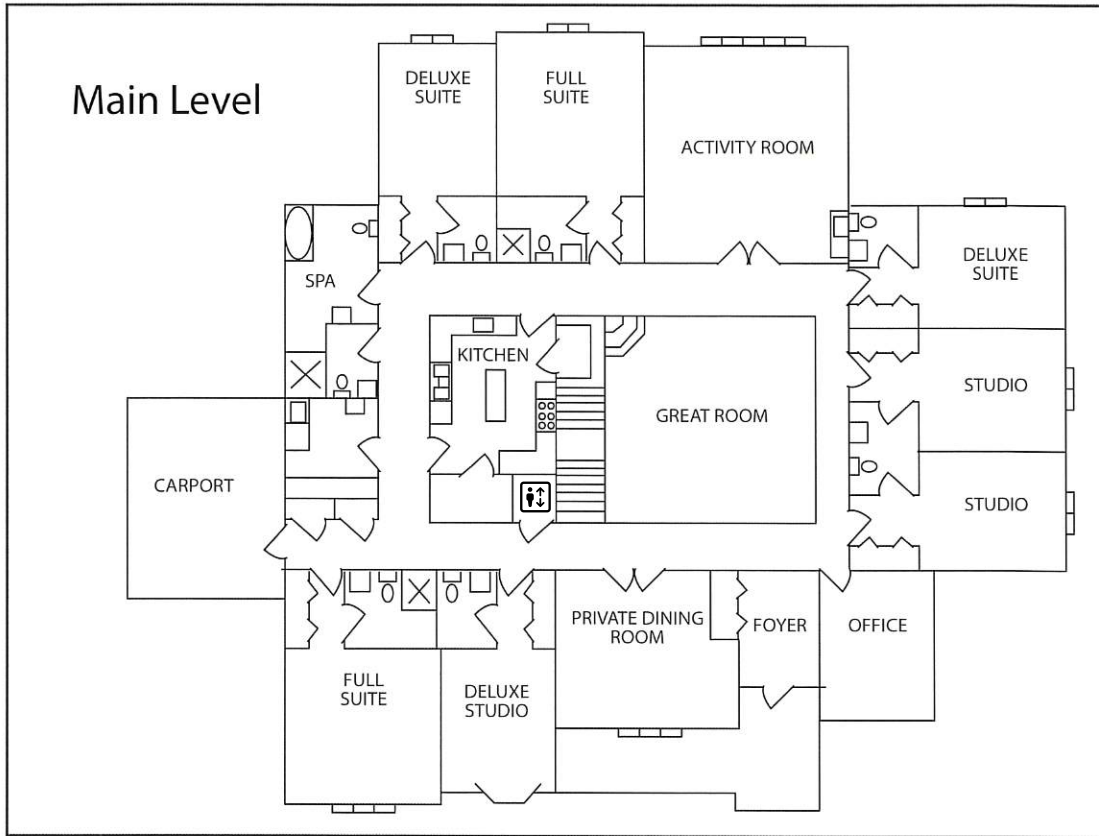 Main Level
DELUXE
SUITE
FULL
SUITE
ACTIVITY ROOM
SPA
DELUXE
SUITE
KITCHEN
STUDIO
GREAT ROOM
CARPORT
STUDIO
PRIVATE DINING
ROOM
FOYER
OFFICE
FULL
SUITE
DELUXE
STUDIO